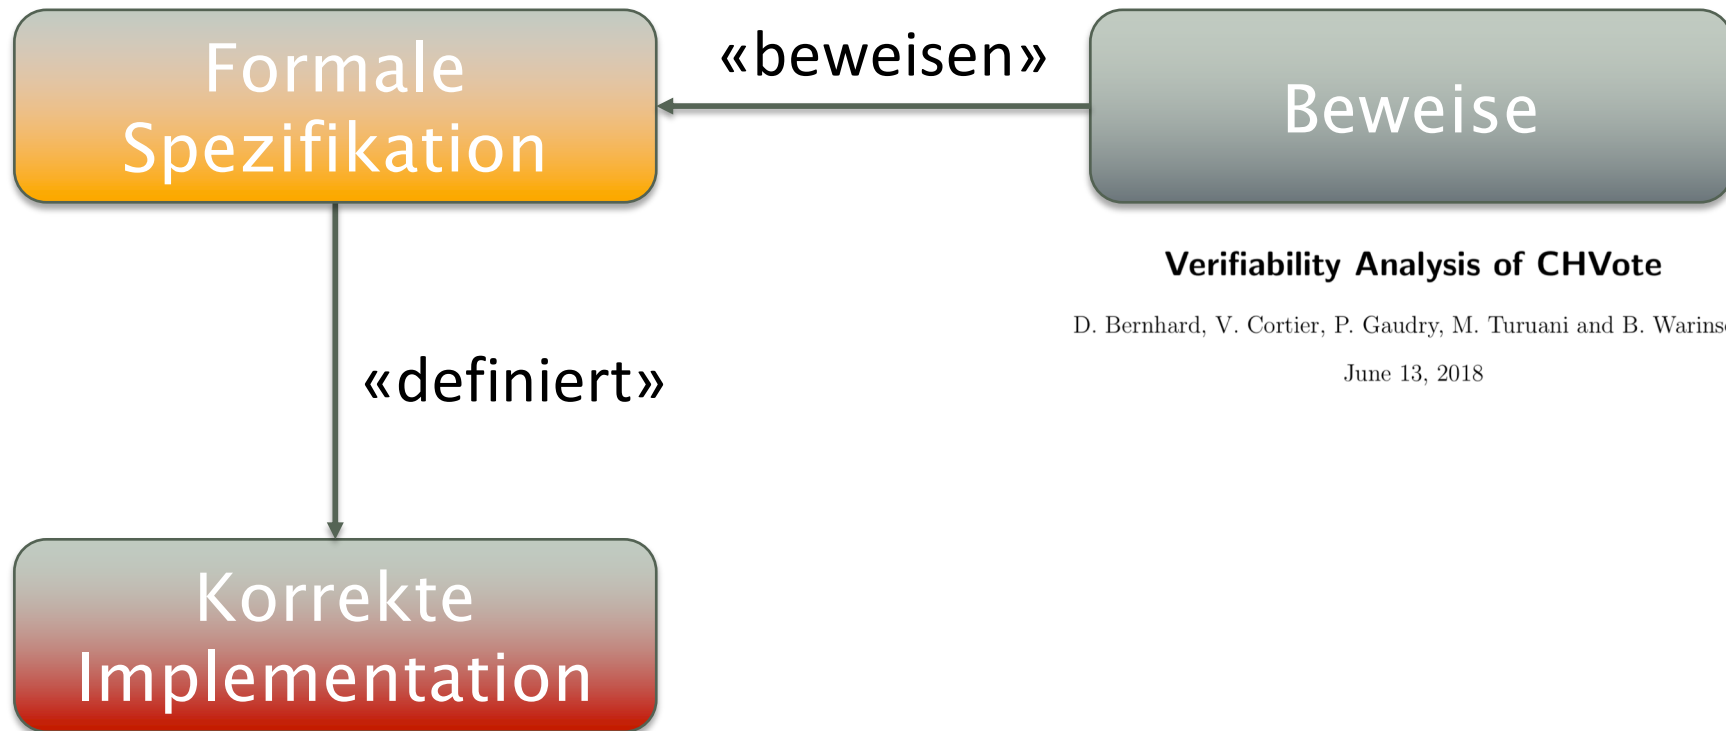 Formale
Spezifikation
«beweisen»
Beweise
Verifiability Analysis of CHVote
D. Bernhard, V. Cortier, P. Gaudry, M. Turuani and B.
June 13, 2018
«definiert»
Korrekte
Implementation